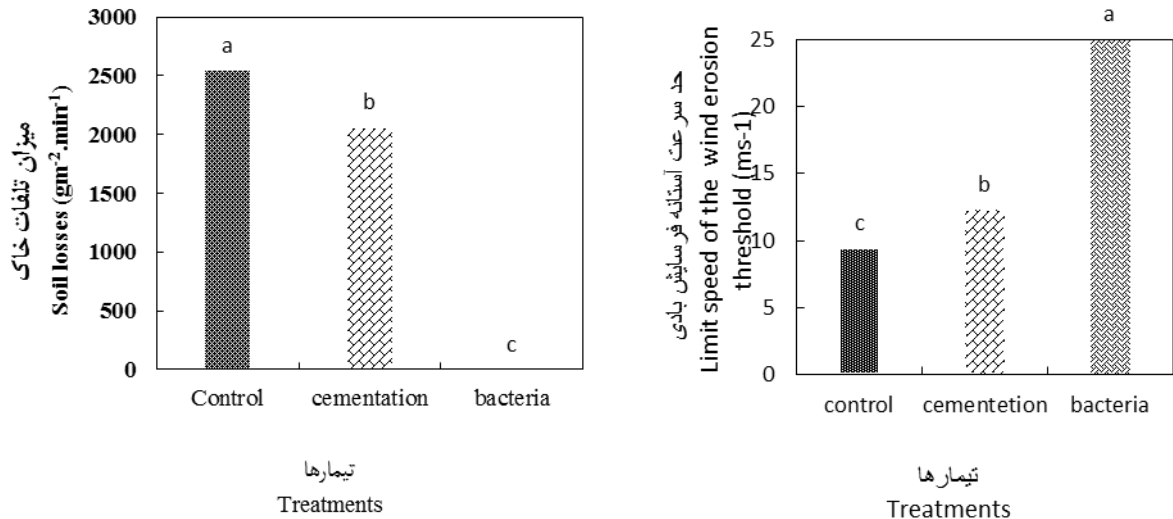 3000
2500
2000
1500
1000
500
0
میزان تلفات خاک
Soil losses (gm⁻².min⁻¹)
a
b
c
Control cementation bacteria
تیمارها
Treatments
25
20
15
10
5
0
حد سرعت آستانه فرسایش بادی
Limit speed of the wind erosion
threshold (ms-1)
c
b
a
control cementetion bacteria
تیمارها
Treatments